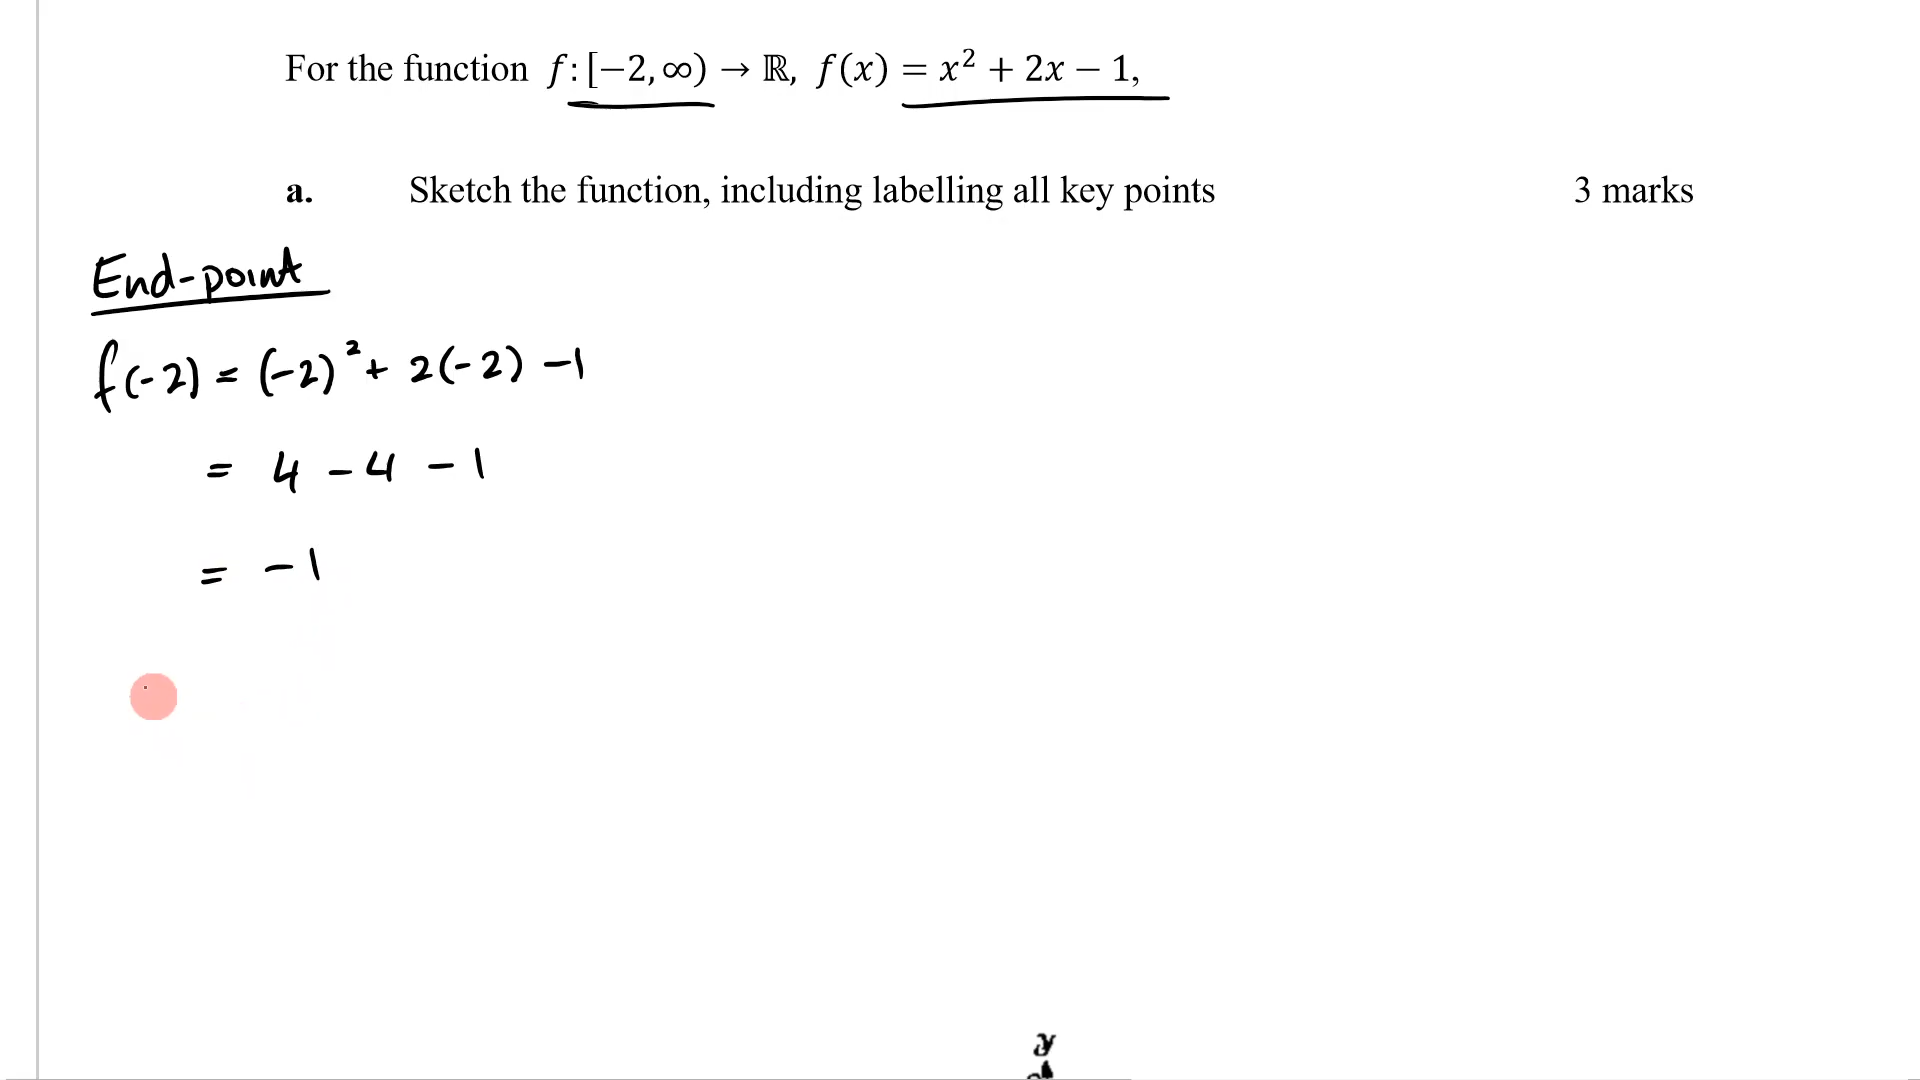 For the function f:[−2,∞) → ℝ, f(x) = x² + 2x − 1,
a. Sketch the function, including labelling all key points 3 marks
End-point
f(-2) = (-2)² + 2(-2) -1
= 4 - 4 - 1
= -1
y